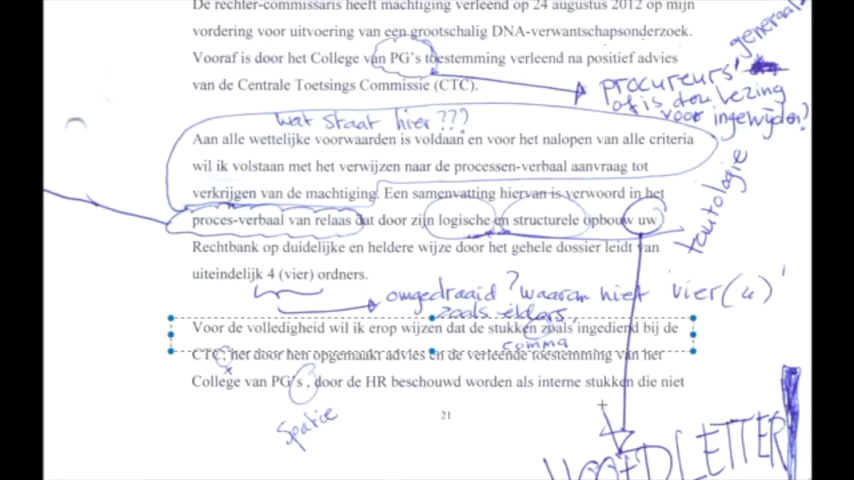 De rechter-commissaris heeft machtiging verleend op 24 augustus 2012 op mijn
vordering voor uitvoering van een grootschalig DNA-verwantschapsonderzoek.
Vooraf is door het College van PG's toestemming verleend na positief advies
van de Centrale Toetsings Commissie (CTC).
generaals
procureurs'
of is dou lezing
voor ingewijden?
wat staat hier???
Aan alle wettelijke voorwaarden is voldaan en voor het nalopen van alle criteria
wil ik volstaan met het verwijzen naar de processen-verbaal aanvraag tot
verkrijgen van de machtiging. Een samenvatting hiervan is verwoord in het
proces-verbaal van relaas dat door zijn logische en structurele opbouw uw
Rechtbank op duidelijke en heldere wijze door het gehele dossier leidt van
uiteindelijk 4 (vier) ordners.
tautologie
omgedraaid? waarom niet 'vier(4)'
zoals elders,
Voor de volledigheid wil ik erop wijzen dat de stukken zoals ingediend bij de
comma
CTC, het door hen opgemaakt advies en de verleende toestemming van het
College van PG's , door de HR beschouwd worden als interne stukken die niet
spatie
21
HOOFDLETTER